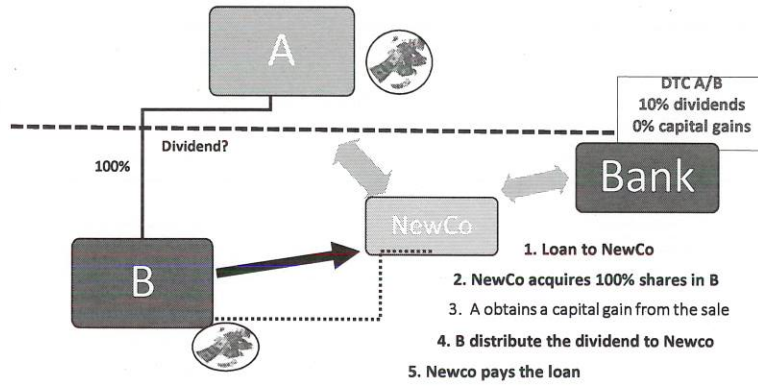 A
DTC A/B
10% dividends
0% capital gains
Dividend?
100%
Bank
NewCo
B
1. Loan to NewCo
2. NewCo acquires 100% shares in B
3. A obtains a capital gain from the sale
4. B distribute the dividend to Newco
5. Newco pays the loan